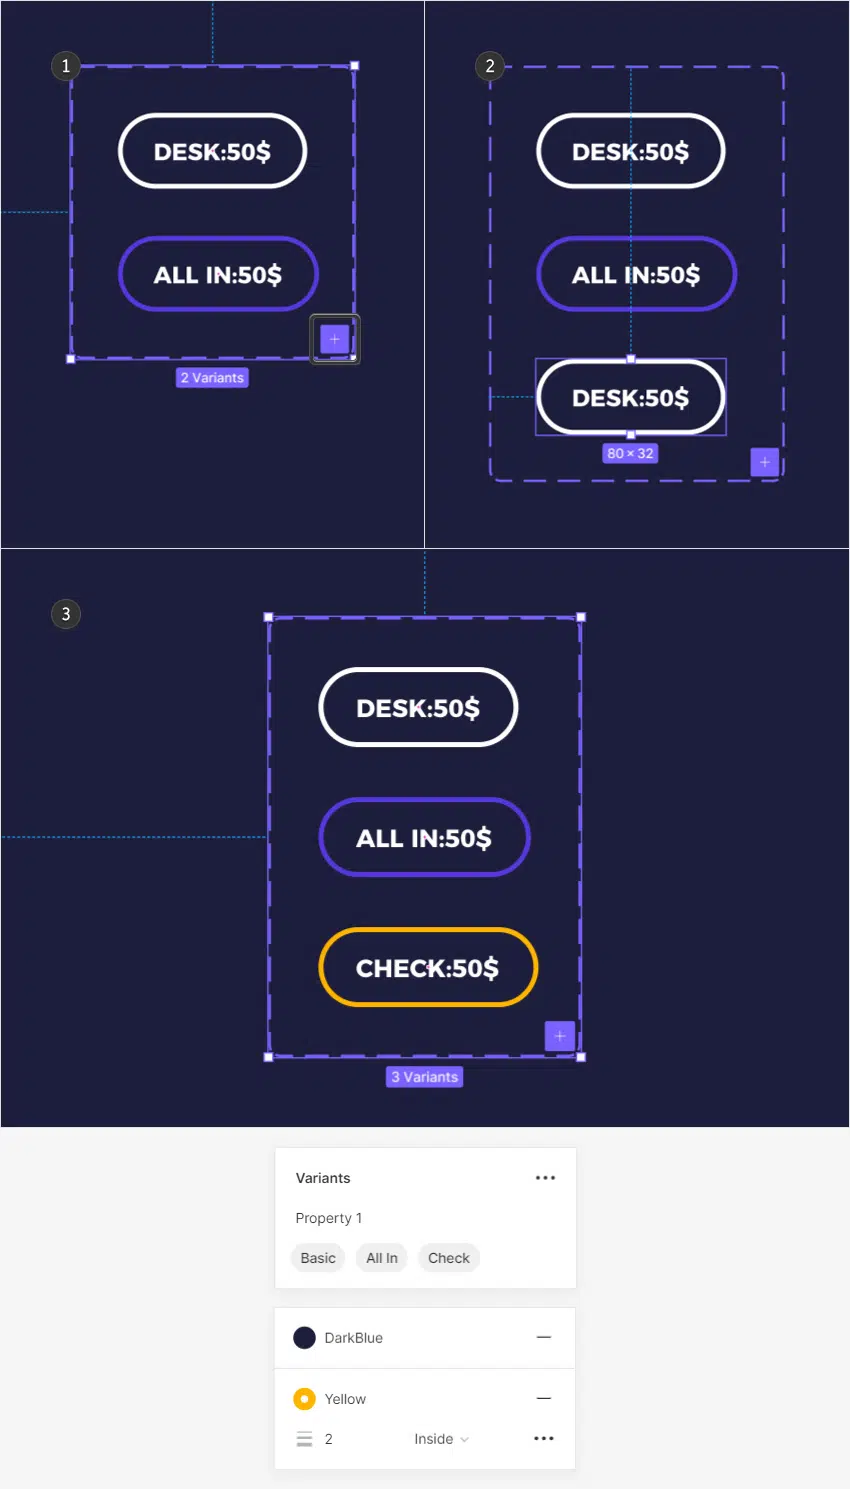 1
DESK:50$
ALL IN:50$
2 Variants
2
DESK:50$
ALL IN:50$
DESK:50$
80 × 32
3
DESK:50$
ALL IN:50$
CHECK:50$
3 Variants
Variants
Property 1
Basic All In Check
DarkBlue
Yellow
2 Inside